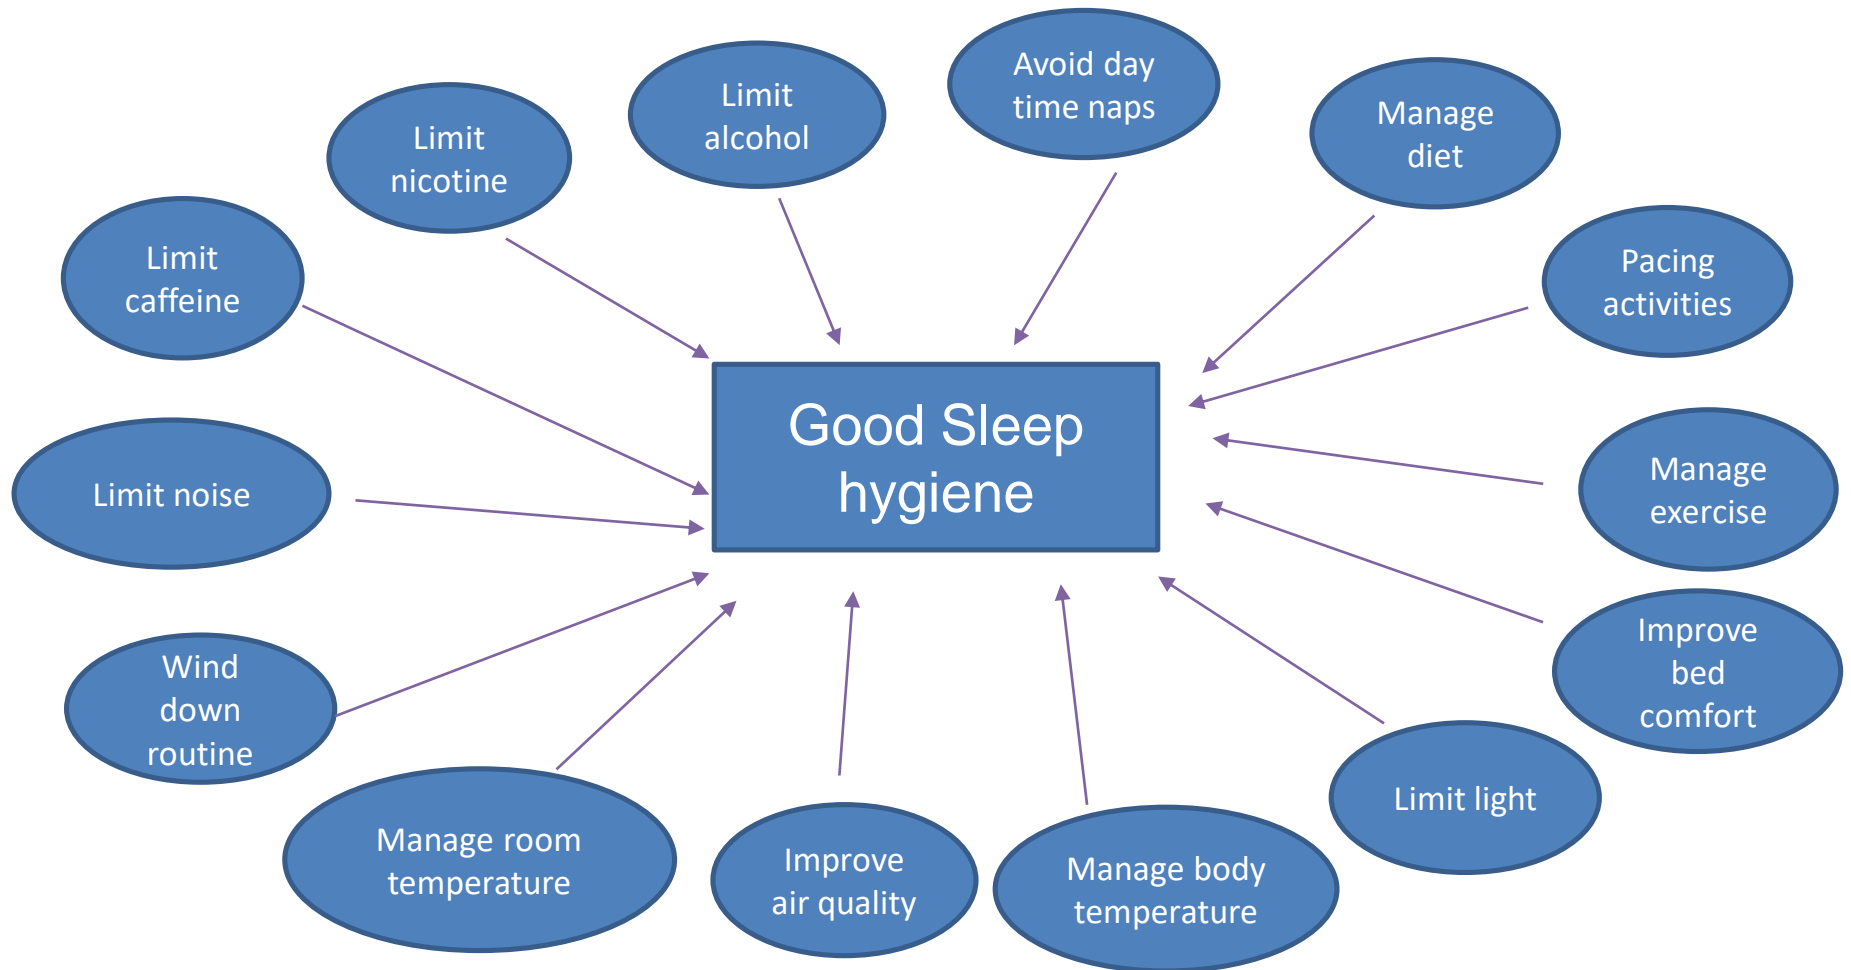 Avoid day
time naps
Limit
alcohol
Manage
diet
Limit
nicotine
Limit
caffeine
Pacing
activities
Good Sleep
hygiene
Limit noise
Manage
exercise
Wind
down
routine
Improve
bed
comfort
Limit light
Manage room
temperature
Improve
air quality
Manage body
temperature